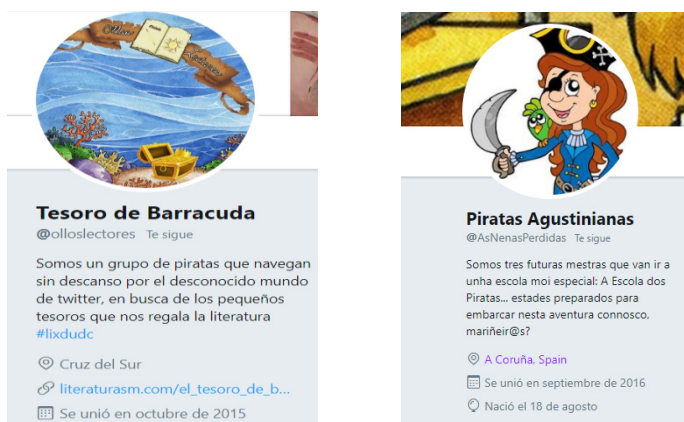 Ollos
lectores
Tesoro de Barracuda
@olloslectores Te sigue
Somos un grupo de piratas que navegan
sin descanso por el desconocido mundo
de twitter, en busca de los pequeños
tesoros que nos regala la literatura
#lixdudc
Cruz del Sur
literaturasm.com/el_tesoro_de_b...
Se unió en octubre de 2015
Piratas Agustinianas
@AsNenasPerdidas Te sigue
Somos tres futuras mestras que van ir a
unha escola moi especial: A Escola dos
Piratas... estades preparados para
embarcar nesta aventura connosco,
mariñeir@s?
A Coruña, Spain
Se unió en septiembre de 2016
Nació el 18 de agosto